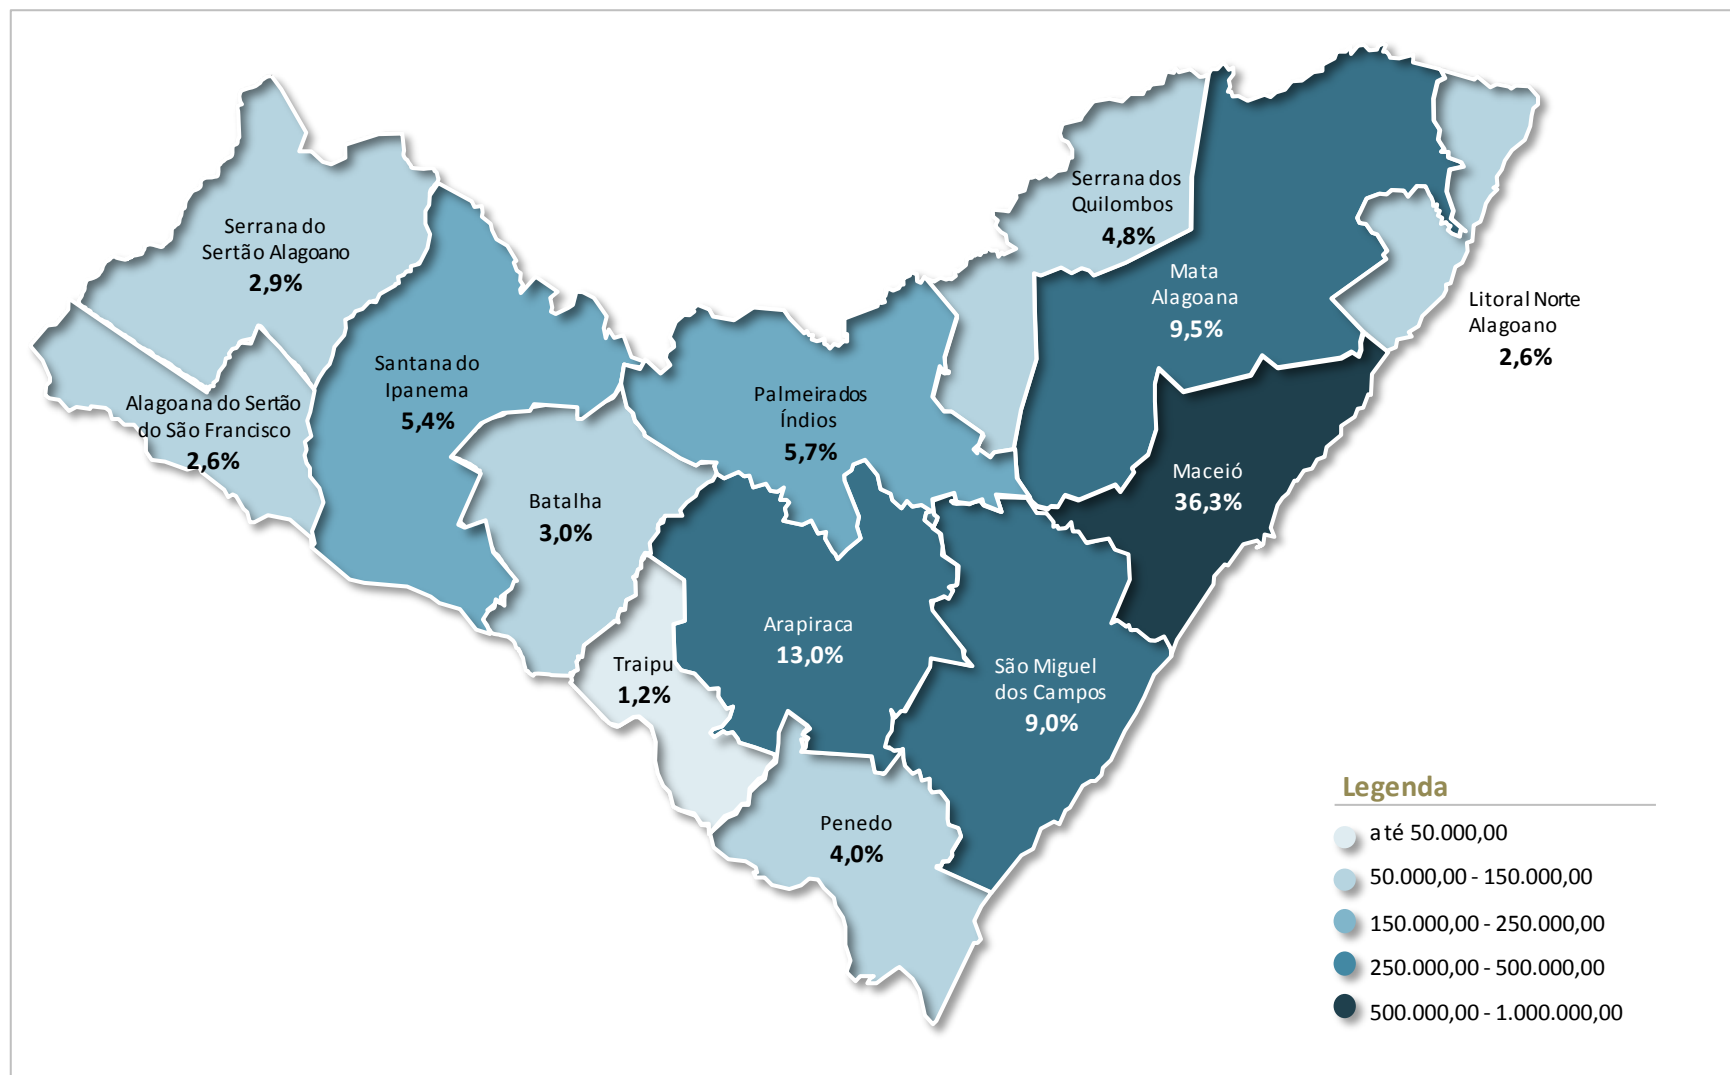 Serrana do
Sertão Alagoano
2,9%
Alagoana do Sertão
do São Francisco
2,6%
Santana do
Ipanema
5,4%
Batalha
3,0%
Traipu
1,2%
Palmeira dos
Índios
5,7%
Arapiraca
13,0%
Penedo
4,0%
Serrana dos
Quilombos
4,8%
Mata
Alagoana
9,5%
Litoral Norte
Alagoano
2,6%
Maceió
36,3%
São Miguel
dos Campos
9,0%
Legenda
até 50.000,00
50.000,00 - 150.000,00
150.000,00 - 250.000,00
250.000,00 - 500.000,00
500.000,00 - 1.000.000,00